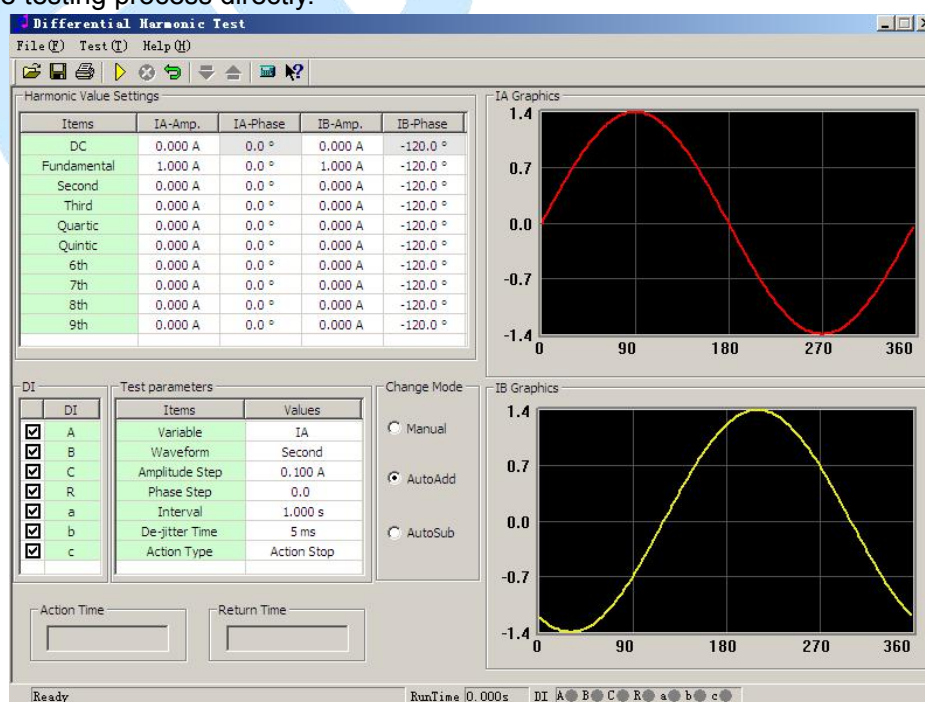 testing process directly.
Differential Harmonic Test
File(F) Test(T) Help(H)
Harmonic Value Settings
Items IA-Amp. IA-Phase IB-Amp. IB-Phase
DC 0.000 A 0.0 ° 0.000 A -120.0 °
Fundamental 1.000 A 0.0 ° 1.000 A -120.0 °
Second 0.000 A 0.0 ° 0.000 A -120.0 °
Third 0.000 A 0.0 ° 0.000 A -120.0 °
Quartic 0.000 A 0.0 ° 0.000 A -120.0 °
Quintic 0.000 A 0.0 ° 0.000 A -120.0 °
6th 0.000 A 0.0 ° 0.000 A -120.0 °
7th 0.000 A 0.0 ° 0.000 A -120.0 °
8th 0.000 A 0.0 ° 0.000 A -120.0 °
9th 0.000 A 0.0 ° 0.000 A -120.0 °
IA Graphics
1.4
0.7
0.0
-0.7
-1.4
0 90 180 270 360
DI
DI
A
B
C
R
a
b
c
Test parameters
Items Values
Variable IA
Waveform Second
Amplitude Step 0.100 A
Phase Step 0.0
Interval 1.000 s
De-jitter Time 5 ms
Action Type Action Stop
Change Mode
Manual
AutoAdd
AutoSub
IB Graphics
1.4
0.7
0.0
-0.7
-1.4
0 90 180 270 360
Action Time
Return Time
Ready RunTime 0.000s DI A B C R a b c